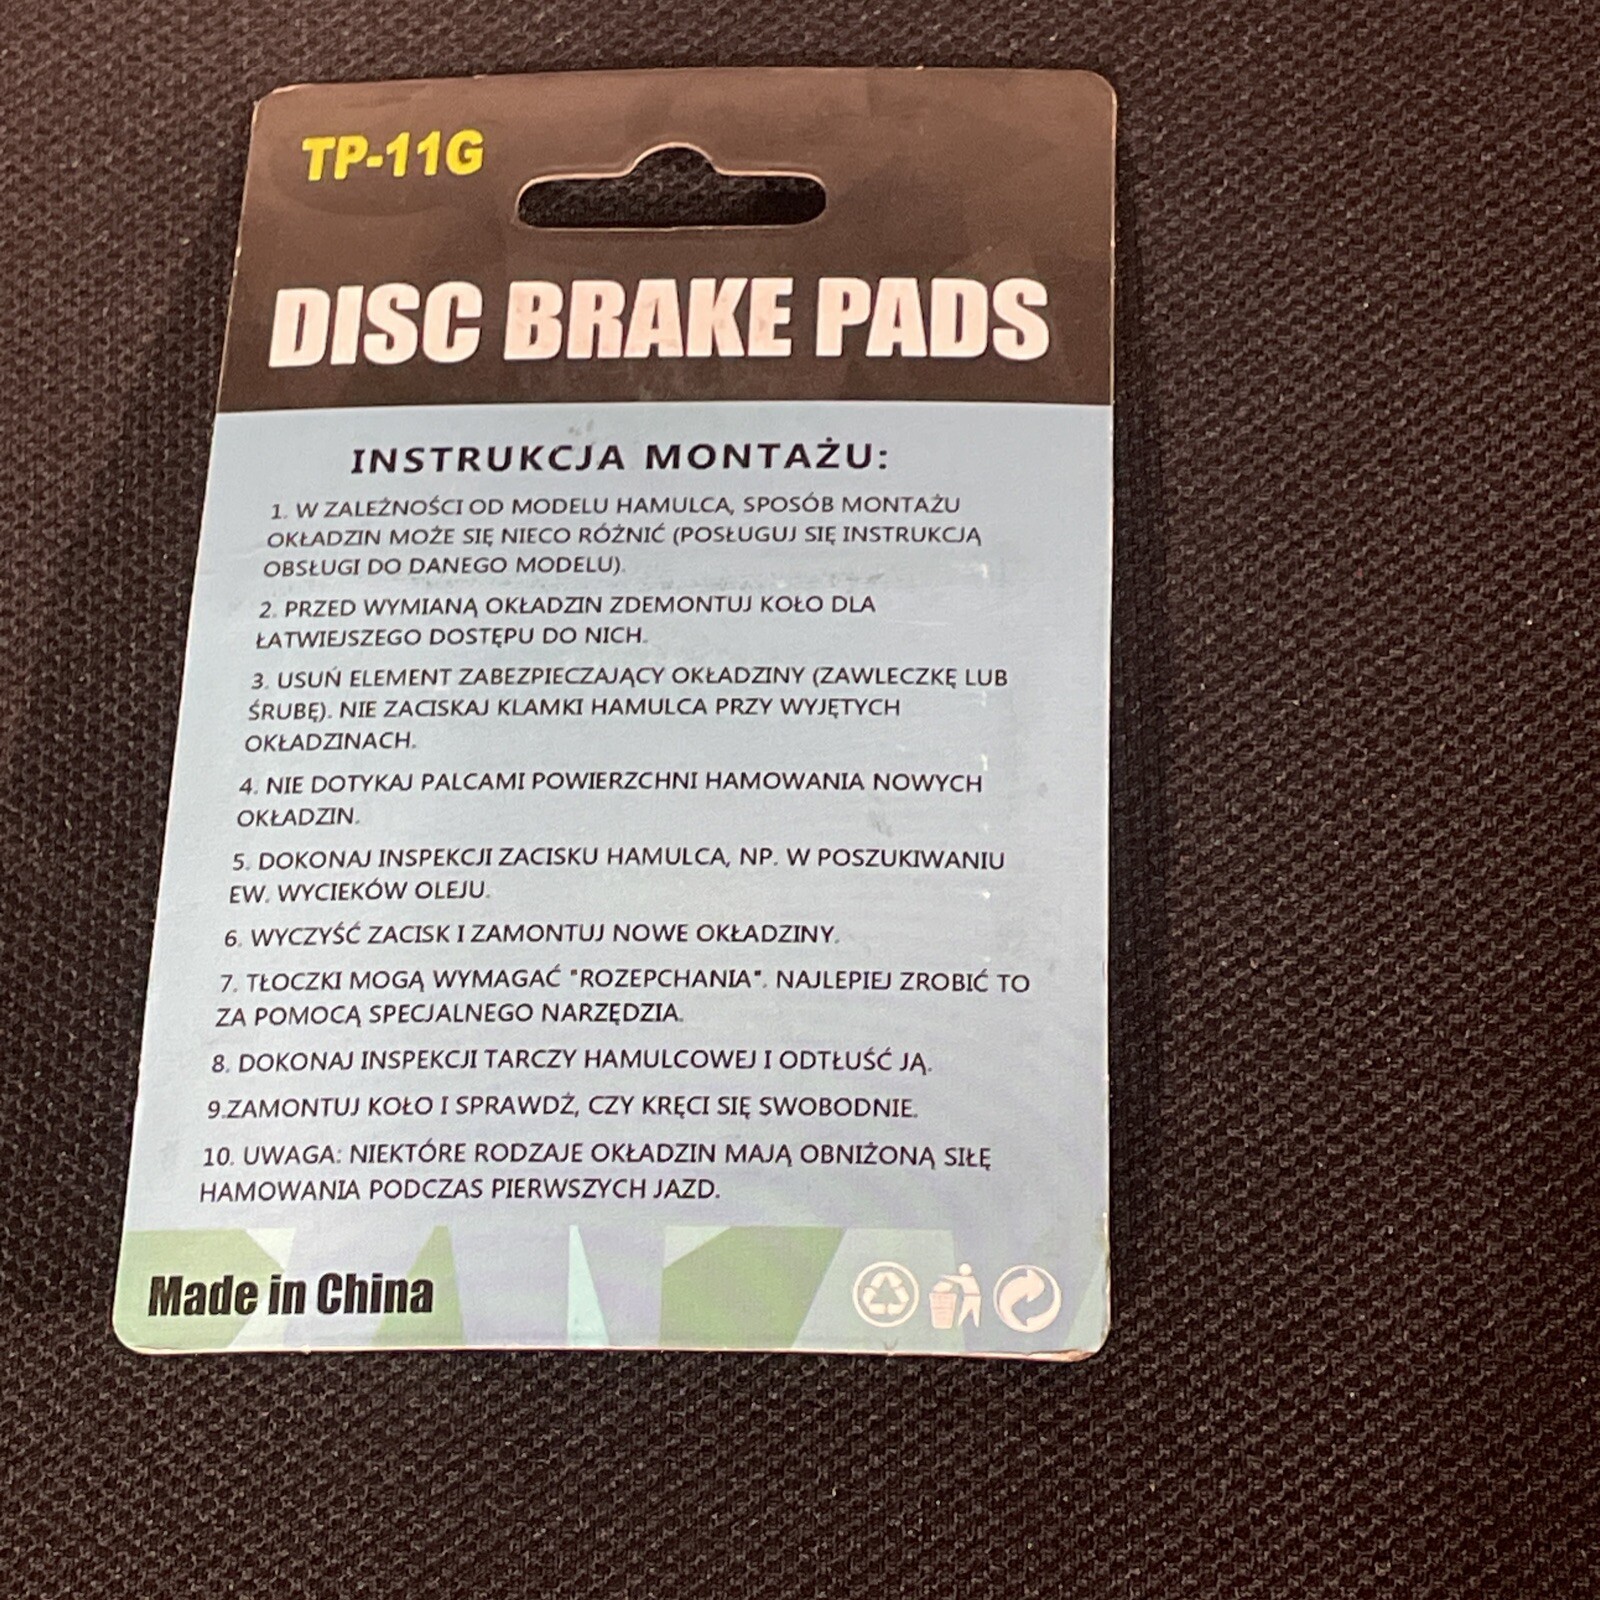 TP-11G
DISC BRAKE PADS
INSTRUKCJA MONTAŻU:
1. W ZALEŻNOŚCI OD MODELU HAMULCA, SPOSÓB MONTAŻU
OKŁADZIN MOŻE SIĘ NIECO RÓŻNIĆ (POSŁUGUJ SIĘ INSTRUKCJĄ
OBSŁUGI DO DANEGO MODELU).
2. PRZED WYMIANĄ OKŁADZIN ZDEMONTUJ KOŁO DLA
ŁATWIEJSZEGO DOSTĘPU DO NICH.
3. USUŃ ELEMENT ZABEZPIECZAJĄCY OKŁADZINY (ZAWLECZKĘ LUB
ŚRUBĘ). NIE ZACISKAJ KLAMKI HAMULCA PRZY WYJĘTYCH
OKŁADZINACH.
4. NIE DOTYKAJ PALCAMI POWIERZCHNI HAMOWANIA NOWYCH
OKŁADZIN.
5. DOKONAJ INSPEKCJI ZACISKU HAMULCA, NP. W POSZUKIWANIU
EW. WYCIEKÓW OLEJU.
6. WYCZYŚĆ ZACISK I ZAMONTUJ NOWE OKŁADZINY.
7. TŁOCZKI MOGĄ WYMAGAĆ "ROZEPCHANIA". NAJLEPIEJ ZROBIĆ TO
ZA POMOCĄ SPECJALNEGO NARZĘDZIA.
8. DOKONAJ INSPEKCJI TARCZY HAMULCOWEJ I ODTŁUŚĆ JĄ.
9.ZAMONTUJ KOŁO I SPRAWDŹ, CZY KRĘCI SIĘ SWOBODNIE.
10. UWAGA: NIEKTÓRE RODZAJE OKŁADZIN MAJĄ OBNIŻONĄ SIŁĘ
HAMOWANIA PODCZAS PIERWSZYCH JAZD.
Made in China